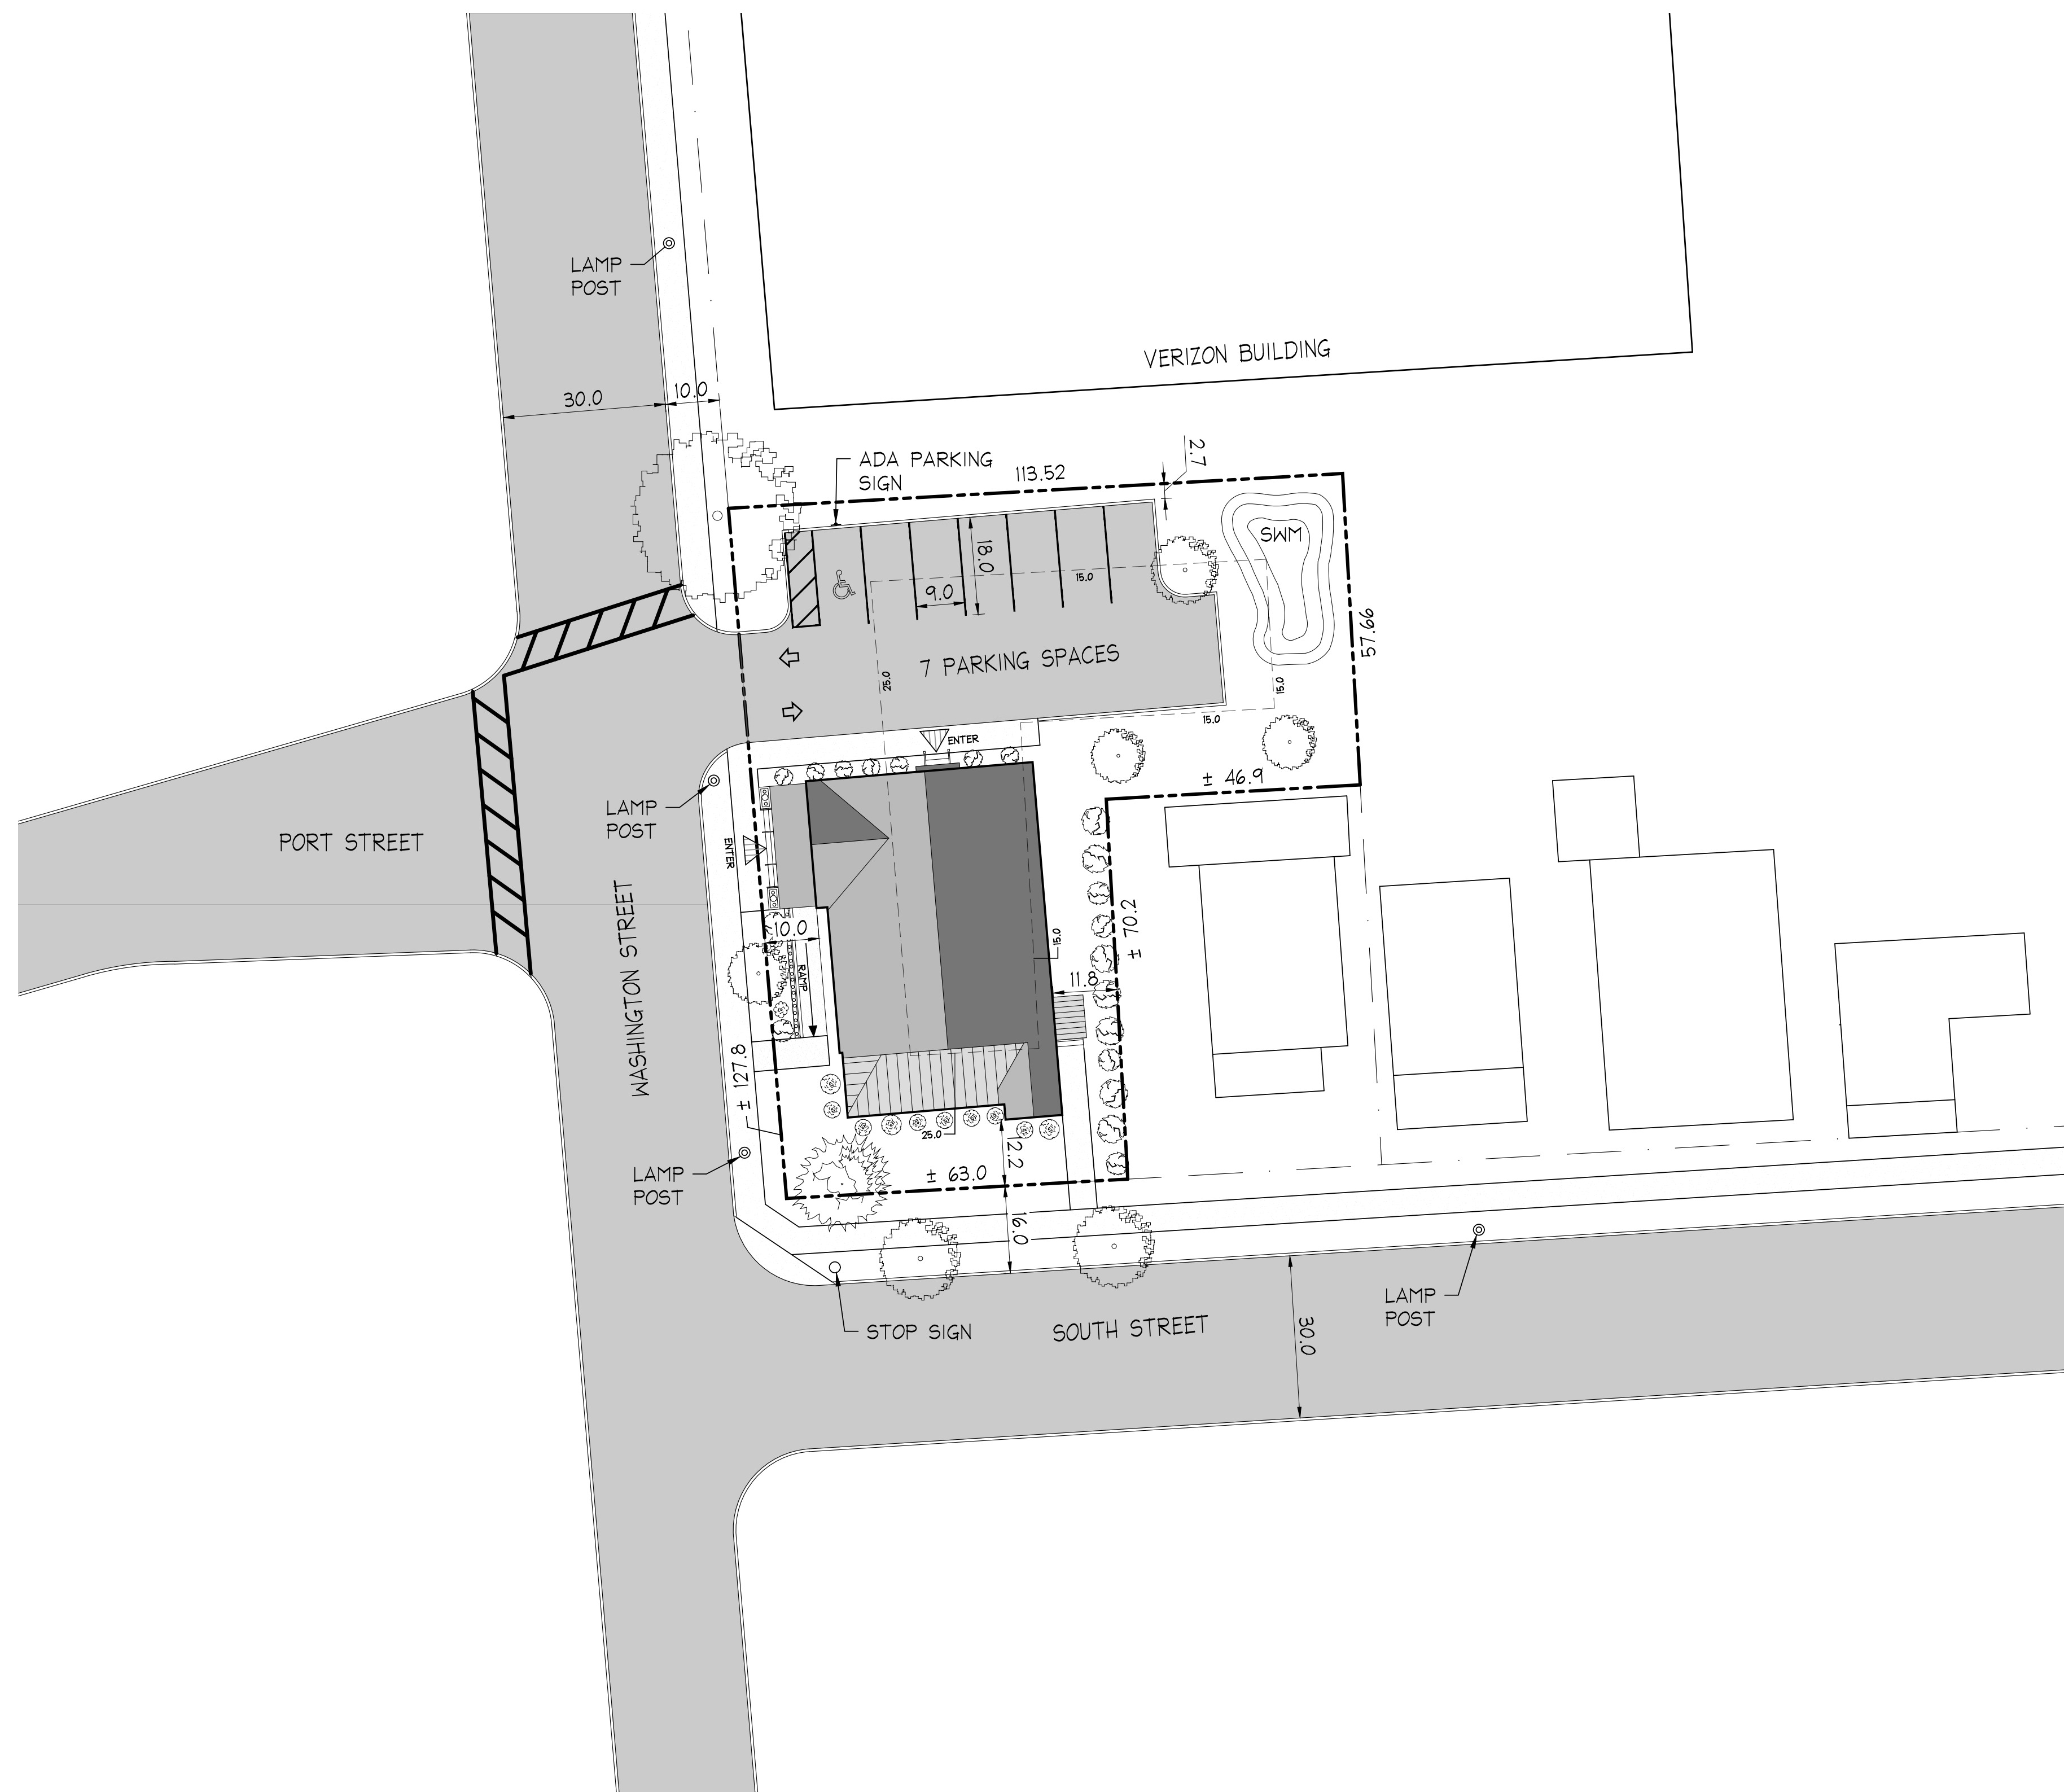 LAMP
POST
VERIZON BUILDING
30.0
10.0
ADA PARKING
SIGN
113.52
2.7
SWM
18.0
15.0
9.0
57.66
7 PARKING SPACES
25.0
15.0
15.0
ENTER
± 46.9
LAMP
POST
PORT STREET
ENTER
WASHINGTON STREET
10.0
RAMP
15.0
± 70.2
11.8
± 127.8
25.0
12.2
LAMP
POST
± 63.0
16.0
STOP SIGN
SOUTH STREET
LAMP
POST
30.0